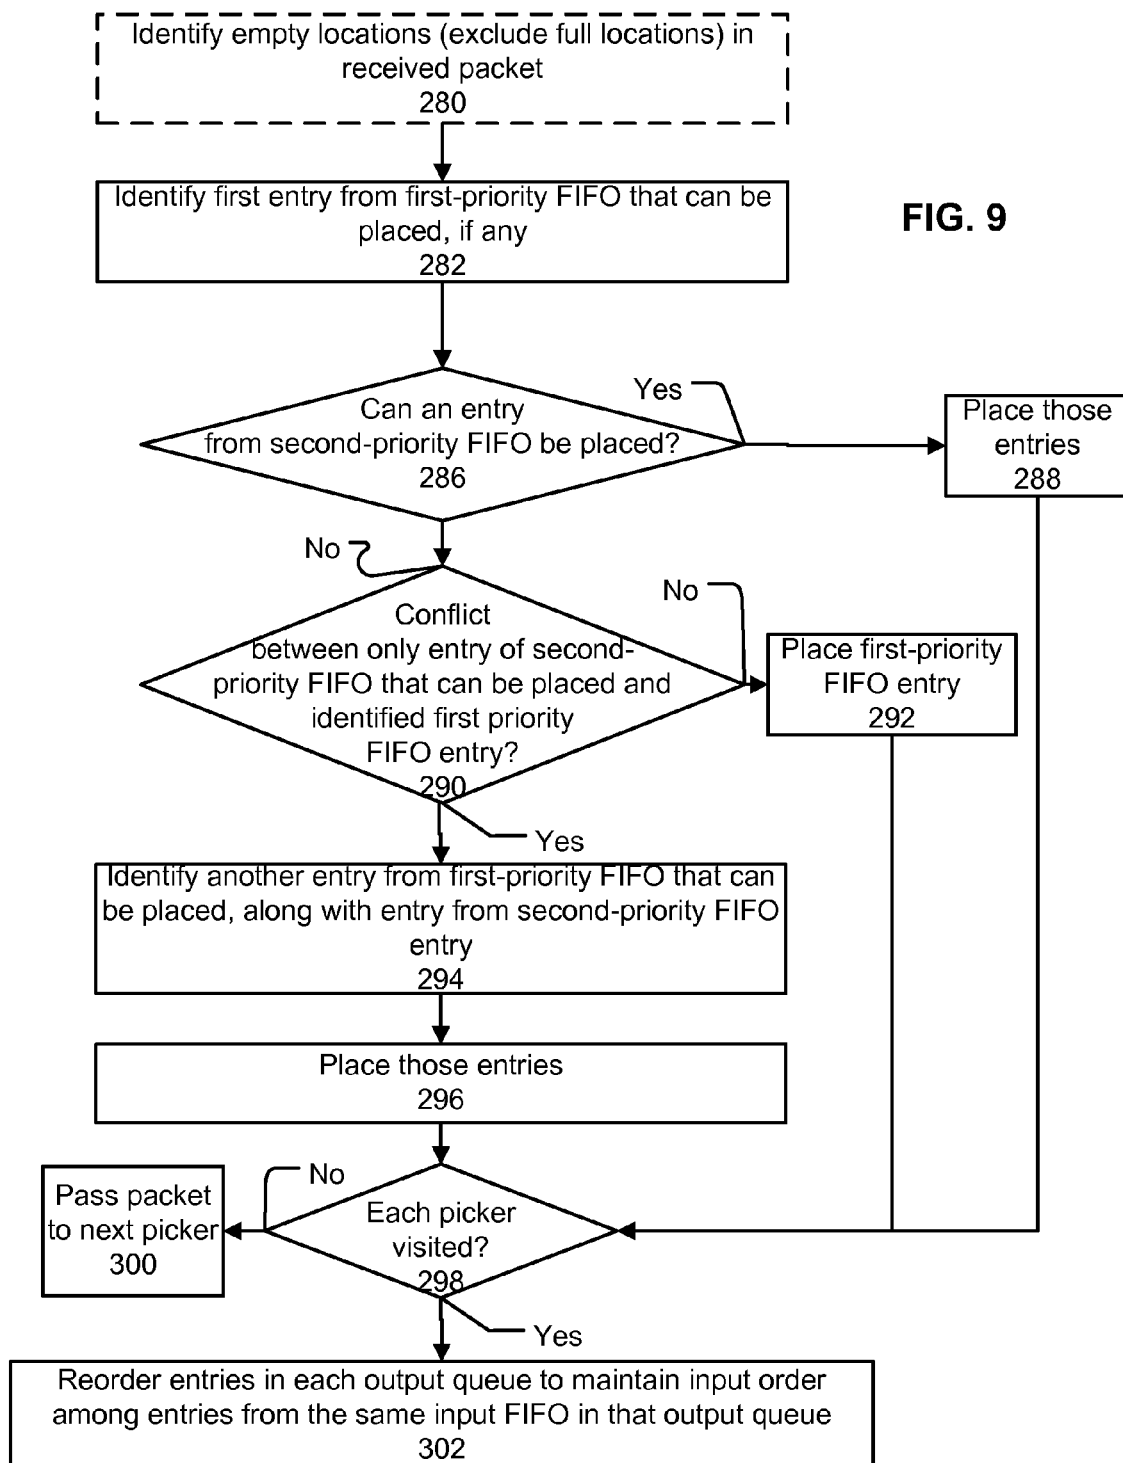 Identify empty locations (exclude full locations) in
received packet
280
Identify first entry from first-priority FIFO that can be
placed, if any
282
FIG. 9
Can an entry
from second-priority FIFO be placed?
286
Yes
Place those
entries
288
No
Conflict
between only entry of second-
priority FIFO that can be placed and
identified first priority
FIFO entry?
290
No
Place first-priority
FIFO entry
292
Yes
Identify another entry from first-priority FIFO that can
be placed, along with entry from second-priority FIFO
entry
294
Place those entries
296
Each picker
visited?
298
No
Pass packet
to next picker
300
Yes
Reorder entries in each output queue to maintain input order
among entries from the same input FIFO in that output queue
302